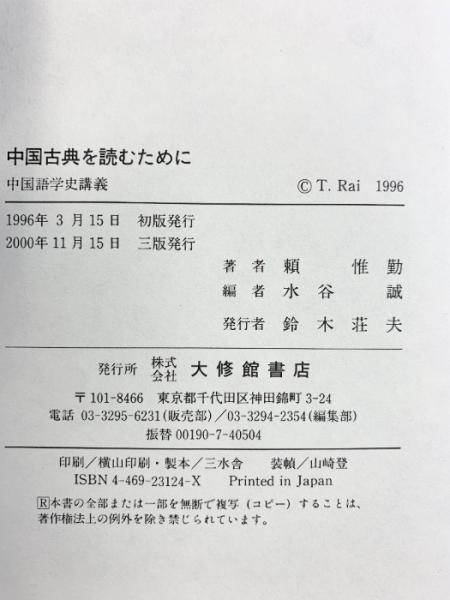 中国古典を読むために
中国語学史講義 © T. Rai 1996
1996年 3 月 15 日 初版発行
2000年 11 月 15 日 三版発行
著 者 頼 惟 勤
編 者 水 谷 誠
発行者 鈴 木 荘 夫
発行所 株式会社 大修館書店
〒101-8466 東京都千代田区神田錦町 3-24
電話 03-3295-6231(販売部)/03-3294-2354(編集部)
振替 00190-7-40504
印刷/横山印刷・製本/三水舎 装幀/山崎登
ISBN 4-469-23124-X Printed in Japan
Ⓡ本書の全部または一部を無断で複写(コピー)することは、
著作権法上の例外を除き禁じられています。